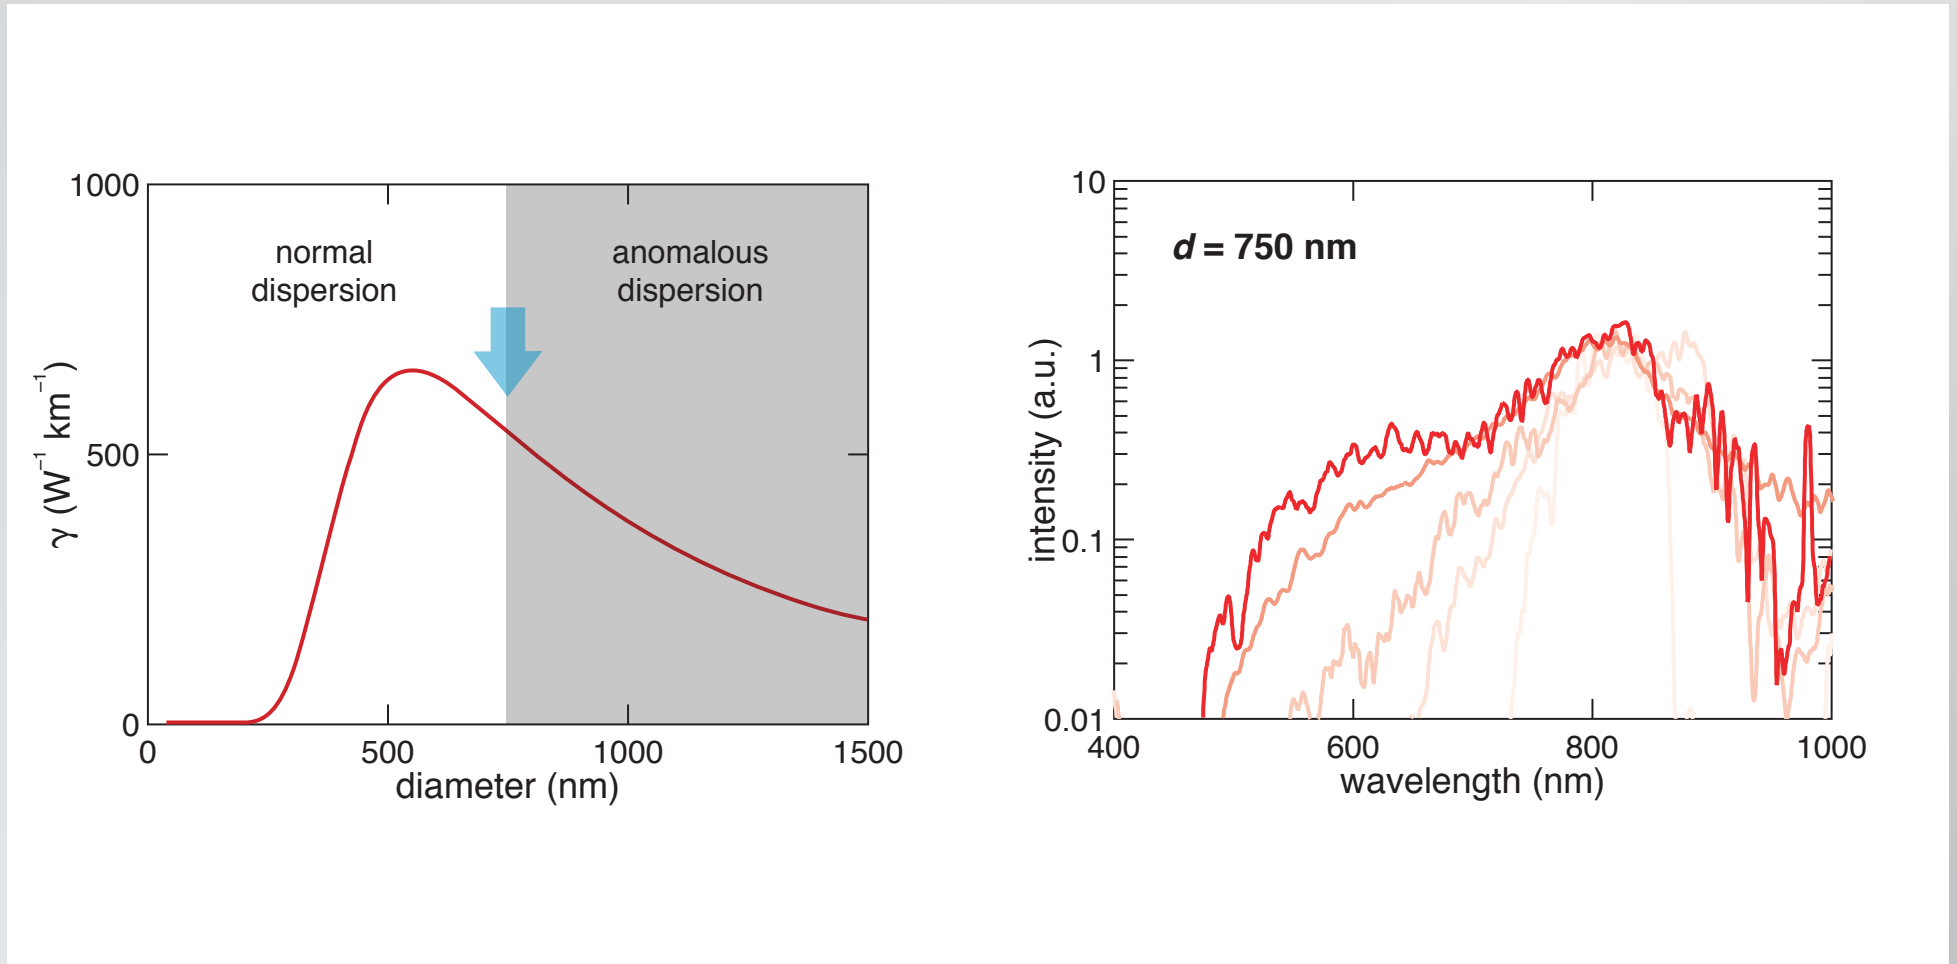 1000
500
0
0
500
1000
1500
normal
dispersion
anomalous
dispersion
γ (W⁻¹ km⁻¹)
diameter (nm)
10
1
0.1
0.01
400
600
800
1000
d = 750 nm
intensity (a.u.)
wavelength (nm)